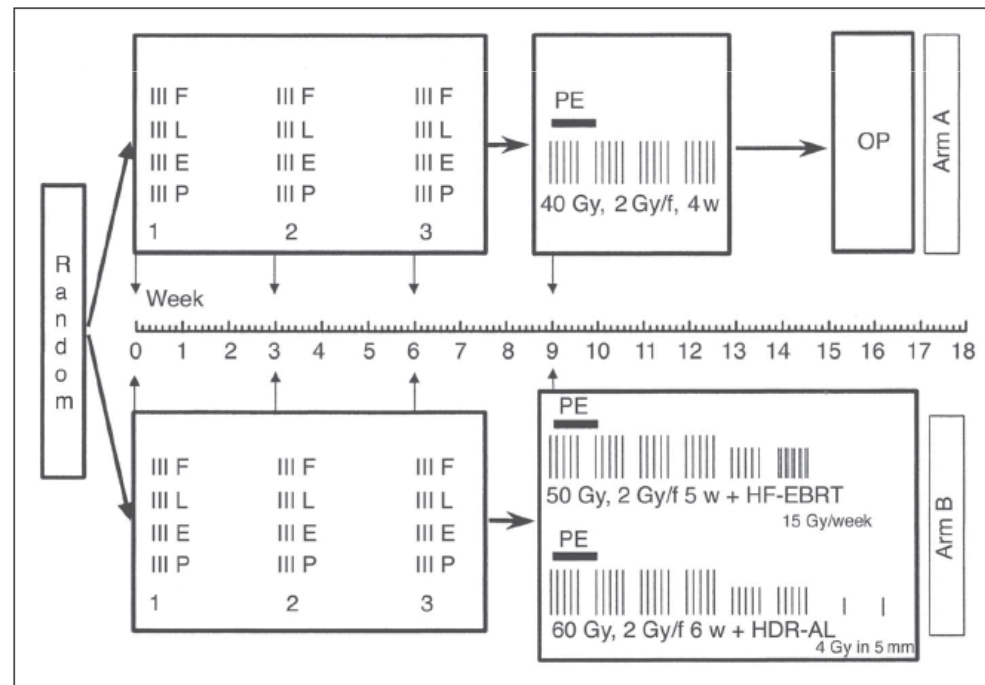 III F III F III F
III L III L III L
III E III E III E
III P III P III P
1 2 3
PE
40 Gy, 2 Gy/f, 4 w
OP
Arm A
Random
Week
0 1 2 3 4 5 6 7 8 9 10 11 12 13 14 15 16 17 18
III F III F III F
III L III L III L
III E III E III E
III P III P III P
1 2 3
PE
50 Gy, 2 Gy/f 5 w + HF-EBRT
15 Gy/week
PE
60 Gy, 2 Gy/f 6 w + HDR-AL
4 Gy in 5 mm
Arm B